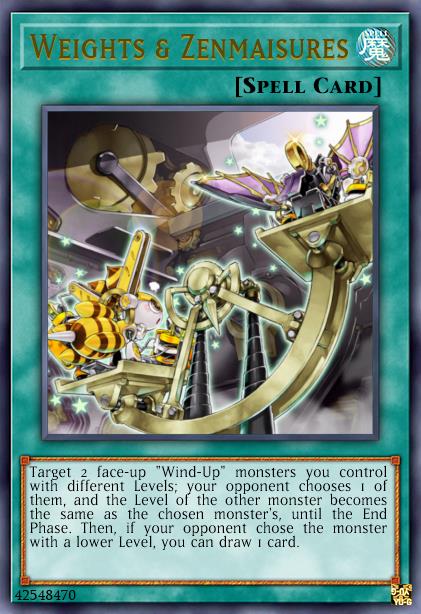 WEIGHTS & ZENMAISURES
SPELL
魔
[SPELL CARD]
Target 2 face-up "Wind-Up" monsters you control
with different Levels; your opponent chooses 1 of
them, and the Level of the other monster becomes
the same as the chosen monster's, until the End
Phase. Then, if your opponent chose the monster
with a lower Level, you can draw 1 card.
42548470